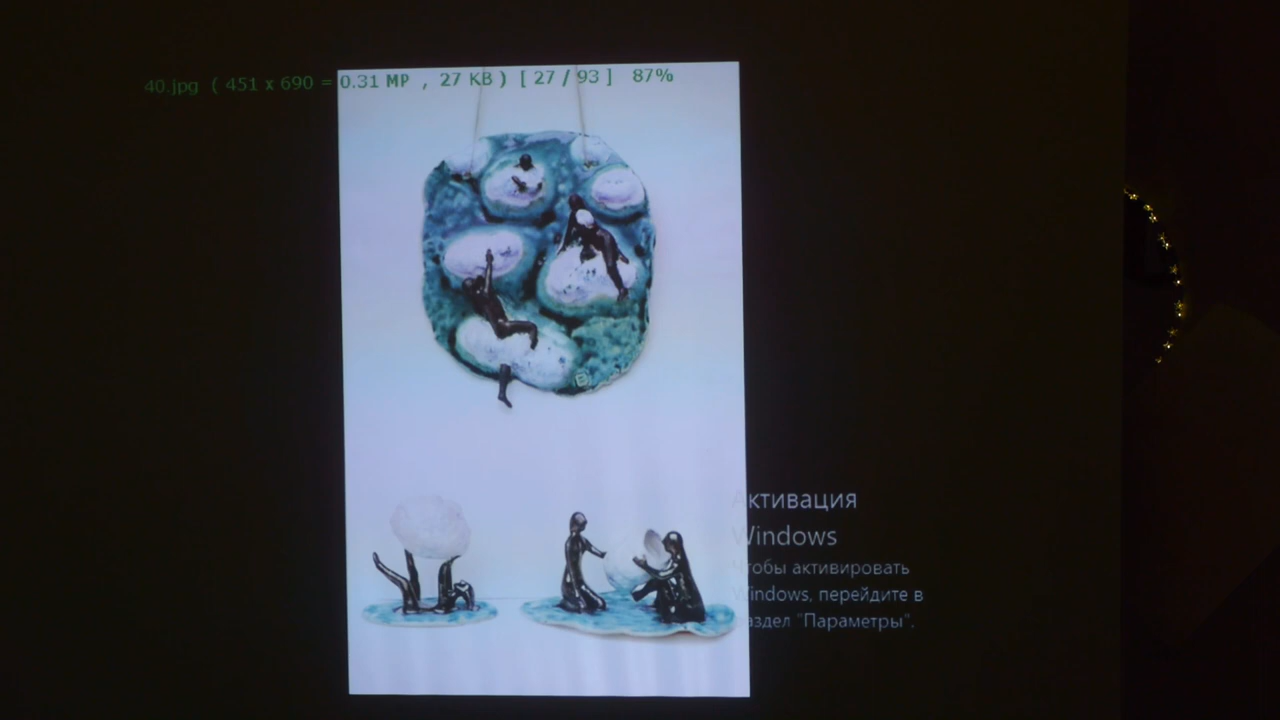 40.jpg ( 451 x 690 = 0.31 MP , 27 KB ) [ 27 / 93 ] 87%
Активация
Windows
Чтобы активировать
Windows, перейдите в
раздел "Параметры".